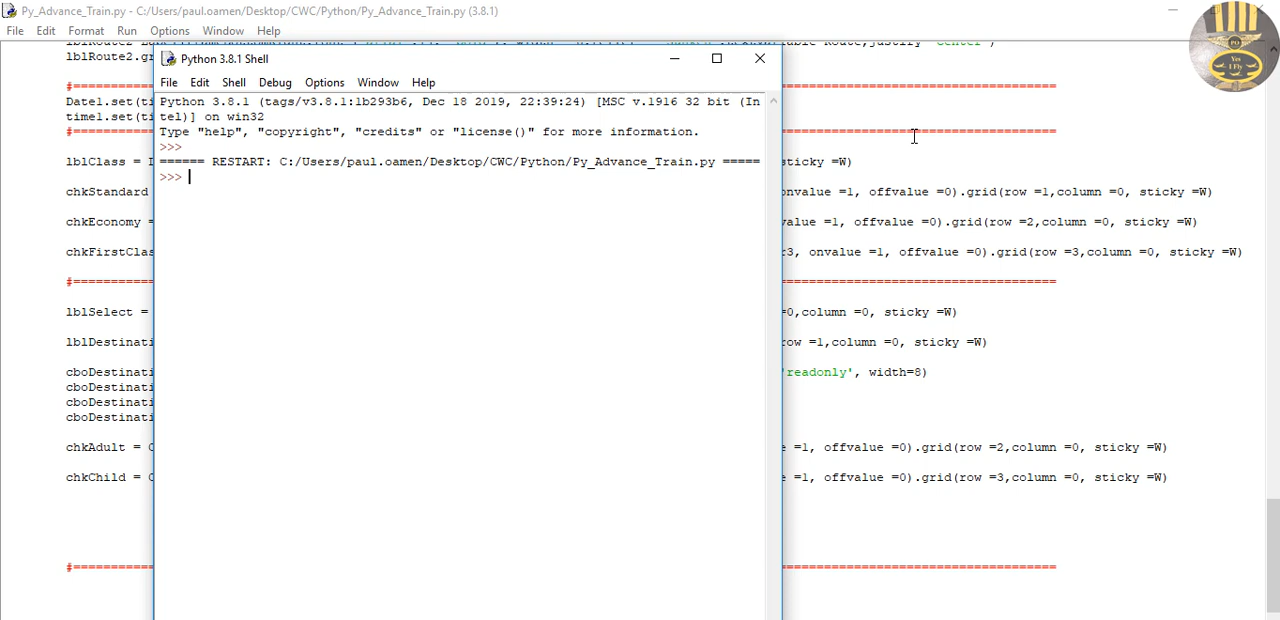 Py_Advance_Train.py - C:/Users/paul.oamen/Desktop/CWC/Python/Py_Advance_Train.py (3.8.1)
File Edit Format Run Options Window Help
lblRoute2.gr
Python 3.8.1 Shell
File Edit Shell Debug Options Window Help
#==========
Date1.set(ti
time1.set(ti
#==========
Python 3.8.1 (tags/v3.8.1:1b293b6, Dec 18 2019, 22:39:24) [MSC v.1916 32 bit (In
tel)] on win32
Type "help", "copyright", "credits" or "license()" for more information.
>>>
====== RESTART: C:/Users/paul.oamen/Desktop/CWC/Python/Py_Advance_Train.py =====
>>>
PO
Yes
I Fly
lblClass = sticky =W)
chkStandard onvalue =1, offvalue =0).grid(row =1,column =0, sticky =W)
chkEconomy = value =1, offvalue =0).grid(row =2,column =0, sticky =W)
chkFirstClas r3, onvalue =1, offvalue =0).grid(row =3,column =0, sticky =W)
#==========
lblSelect = =0,column =0, sticky =W)
lblDestinati row =1,column =0, sticky =W)
cboDestinati 'readonly', width=8)
cboDestinati
cboDestinati
cboDestinati
chkAdult = C e =1, offvalue =0).grid(row =2,column =0, sticky =W)
chkChild = C e =1, offvalue =0).grid(row =3,column =0, sticky =W)
#==========